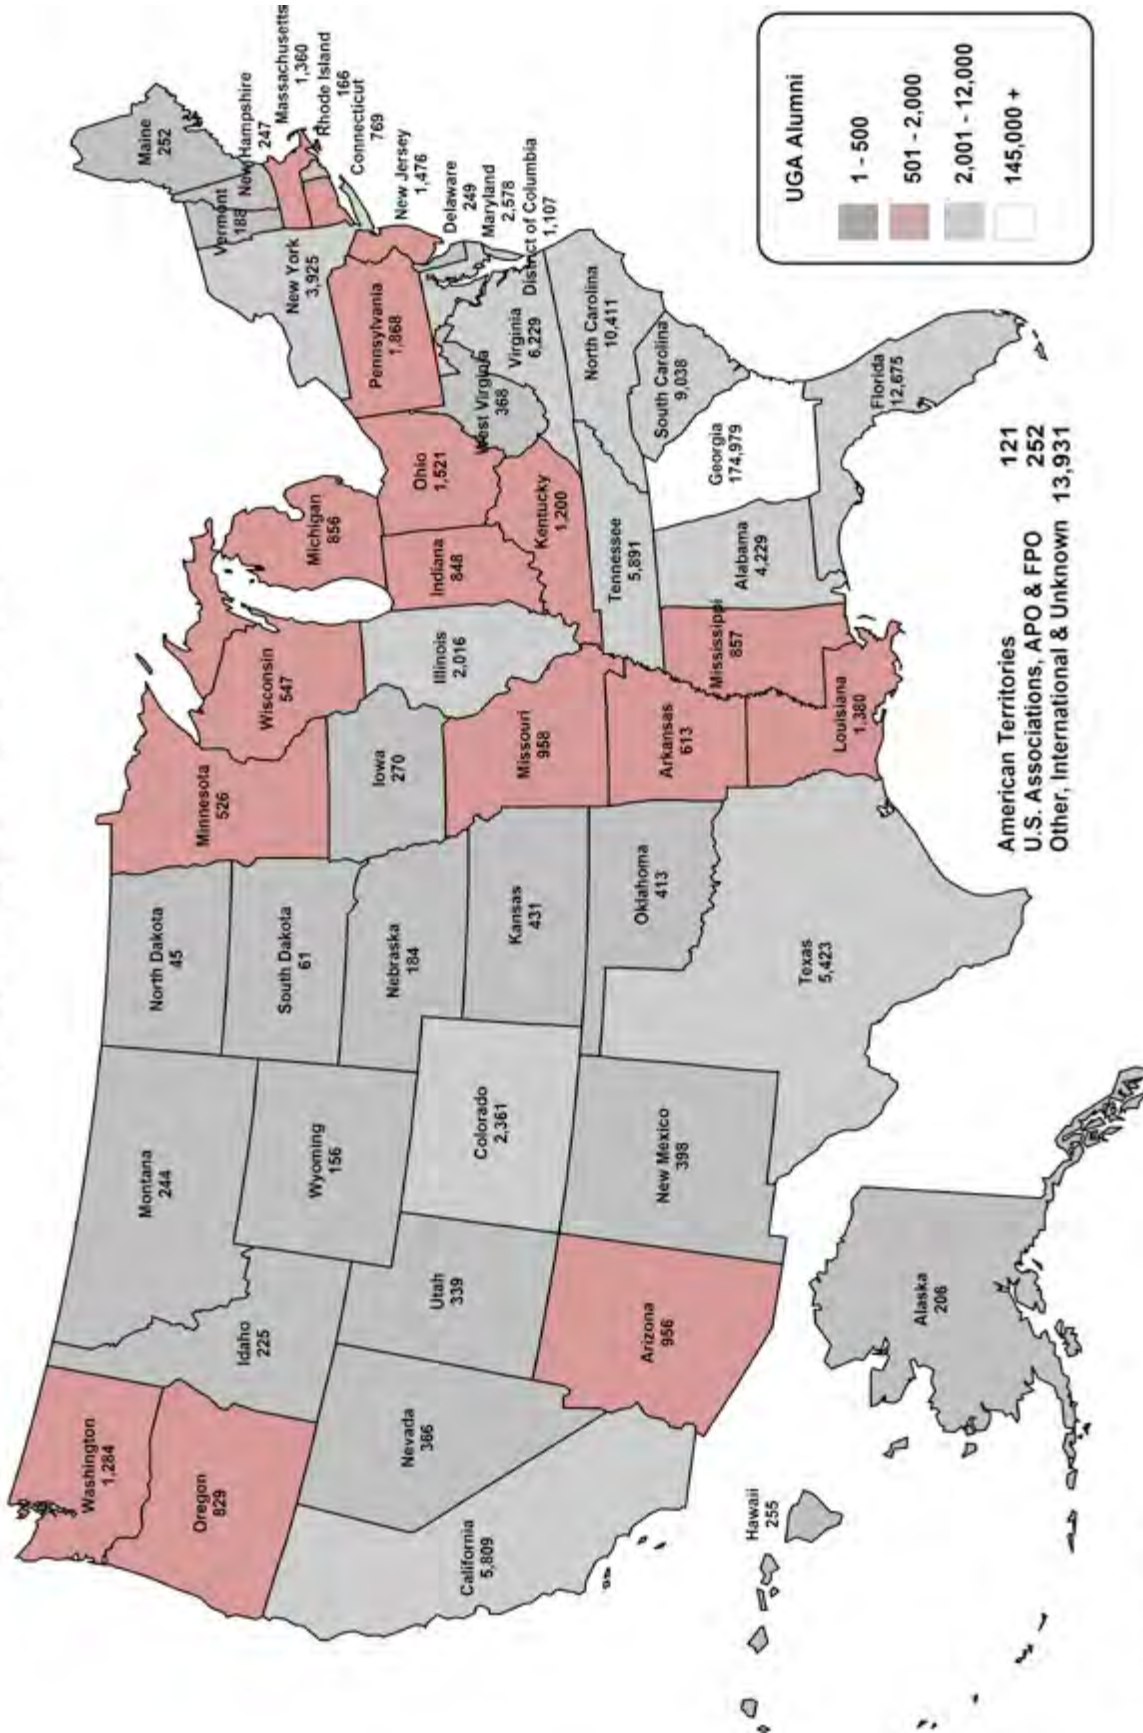 Washington
1,284
Oregon
829
California
5,809
Nevada
366
Idaho
225
Montana
244
Wyoming
156
Utah
339
Arizona
956
Colorado
2,361
New Mexico
398
North Dakota
45
South Dakota
61
Nebraska
184
Kansas
431
Oklahoma
413
Texas
5,423
Minnesota
526
Iowa
270
Missouri
958
Arkansas
613
Louisiana
1,380
Wisconsin
547
Illinois
2,016
Mississippi
857
Michigan
856
Indiana
848
Ohio
1,521
Kentucky
1,200
Tennessee
5,891
Alabama
4,229
Georgia
174,979
Florida
12,675
South Carolina
9,038
North Carolina
10,411
Virginia
6,229
West Virginia
368
Pennsylvania
1,868
New York
3,925
Vermont
188
New Hampshire
247
Maine
252
Massachusetts
1,360
Rhode Island
166
Connecticut
769
New Jersey
1,476
Delaware
249
Maryland
2,578
District of Columbia
1,107
Alaska
206
Hawaii
255
American Territories 121
U.S. Associations, APO & FPO 252
Other, International & Unknown 13,931
UGA Alumni
1 - 500
501 - 2,000
2,001 - 12,000
145,000 +